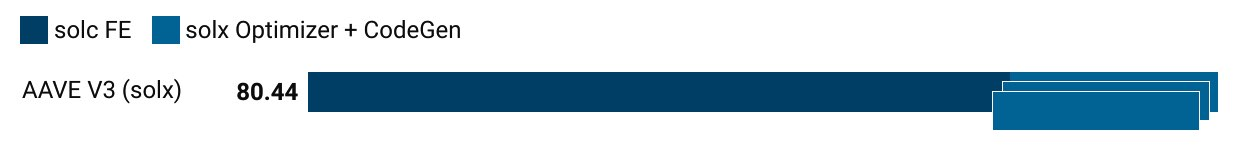 solc FE solx Optimizer + CodeGen
AAVE V3 (solx) 80.44